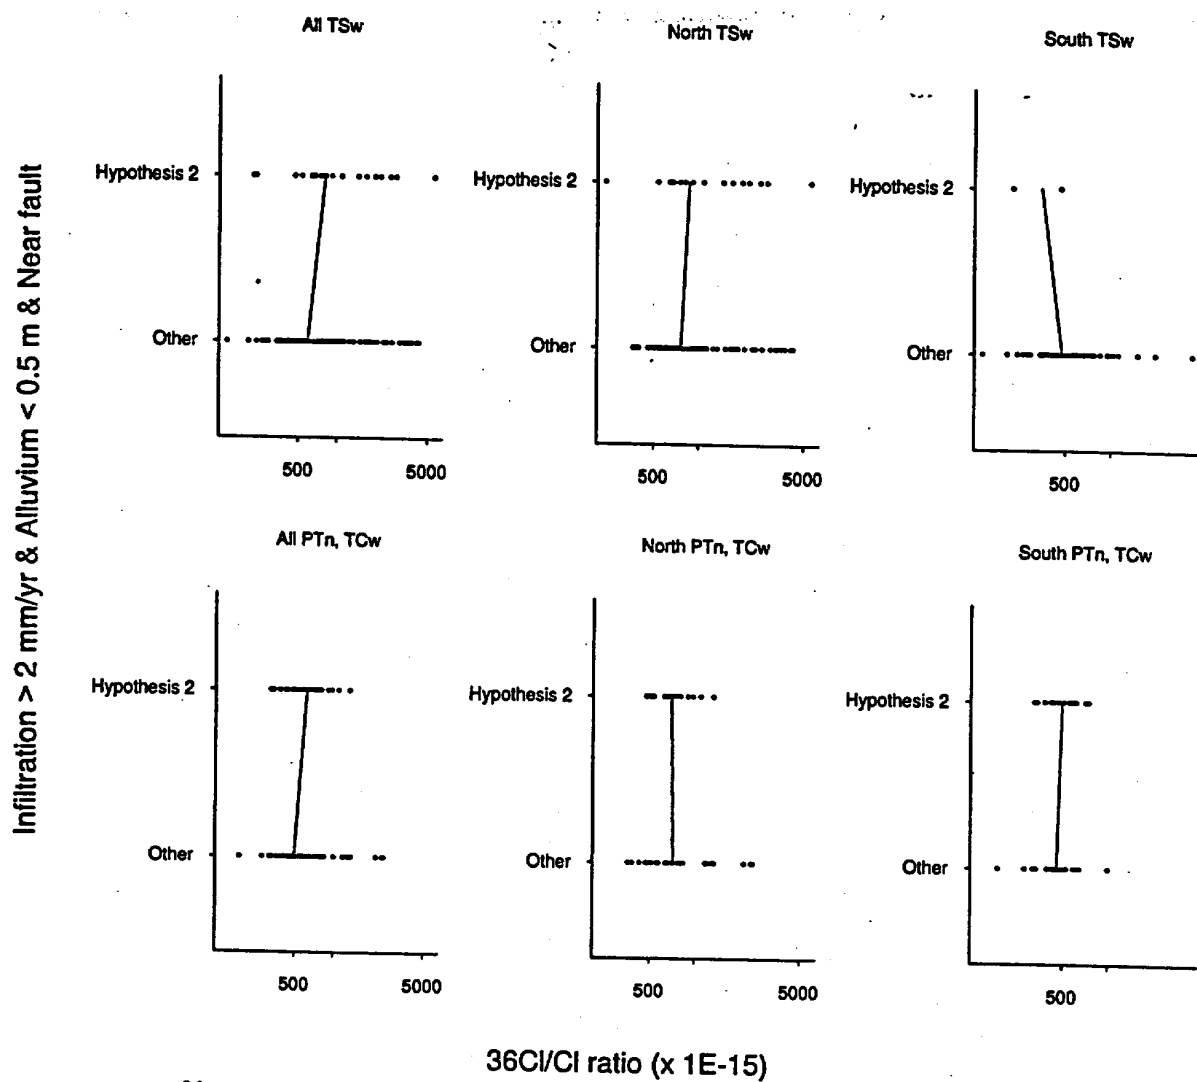 All TSw
North TSw
South TSw
Hypothesis 2
Other
500
5000
Hypothesis 2
Other
500
5000
Hypothesis 2
Other
500
All PTn, TCw
North PTn, TCw
South PTn, TCw
Hypothesis 2
Other
500
5000
Hypothesis 2
Other
500
5000
Hypothesis 2
Other
500
Infiltration > 2 mm/yr & Alluvium < 0.5 m & Near fault
36Cl/Cl ratio (x 1E-15)